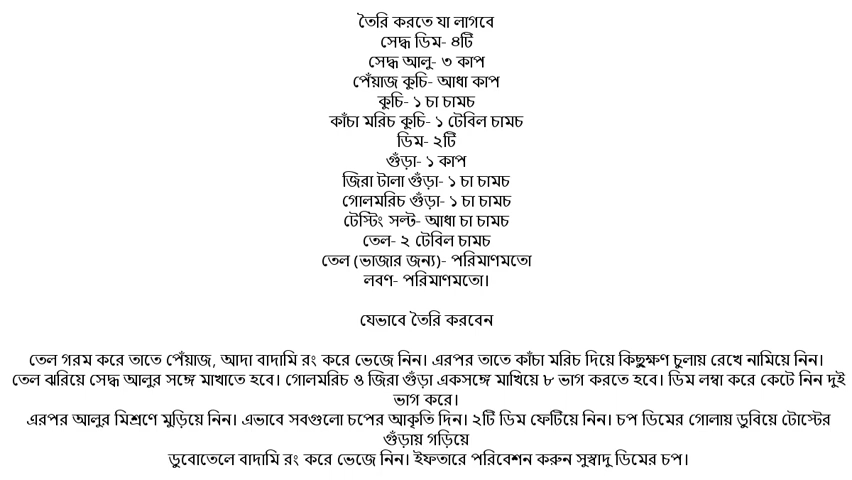 তৈরি করতে যা লাগবে
সেদ্ধ ডিম- ৪টি
সেদ্ধ আলু- ৩ কাপ
পেঁয়াজ কুচি- আধা কাপ
কুচি- ১ চা চামচ
কাঁচা মরিচ কুচি- ১ টেবিল চামচ
ডিম- ২টি
গুঁড়া- ১ কাপ
জিরা টালা গুঁড়া- ১ চা চামচ
গোলমরিচ গুঁড়া- ১ চা চামচ
টেস্টিং সল্ট- আধা চা চামচ
তেল- ২ টেবিল চামচ
তেল (ভাজার জন্য)- পরিমাণমতো
লবণ- পরিমাণমতো।
যেভাবে তৈরি করবেন
তেল গরম করে তাতে পেঁয়াজ, আদা বাদামি রং করে ভেজে নিন। এরপর তাতে কাঁচা মরিচ দিয়ে কিছুক্ষণ চুলায় রেখে নামিয়ে নিন।
তেল ঝরিয়ে সেদ্ধ আলুর সঙ্গে মাখাতে হবে। গোলমরিচ ও জিরা গুঁড়া একসঙ্গে মাখিয়ে ৮ ভাগ করতে হবে। ডিম লম্বা করে কেটে নিন দুই
ভাগ করে।
এরপর আলুর মিশ্রণে মুড়িয়ে নিন। এভাবে সবগুলো চপের আকৃতি দিন। ২টি ডিম ফেটিয়ে নিন। চপ ডিমের গোলায় ডুবিয়ে টোস্টের
গুঁড়ায় গড়িয়ে
ডুবোতেলে বাদামি রং করে ভেজে নিন। ইফতারে পরিবেশন করুন সুস্বাদু ডিমের চপ।